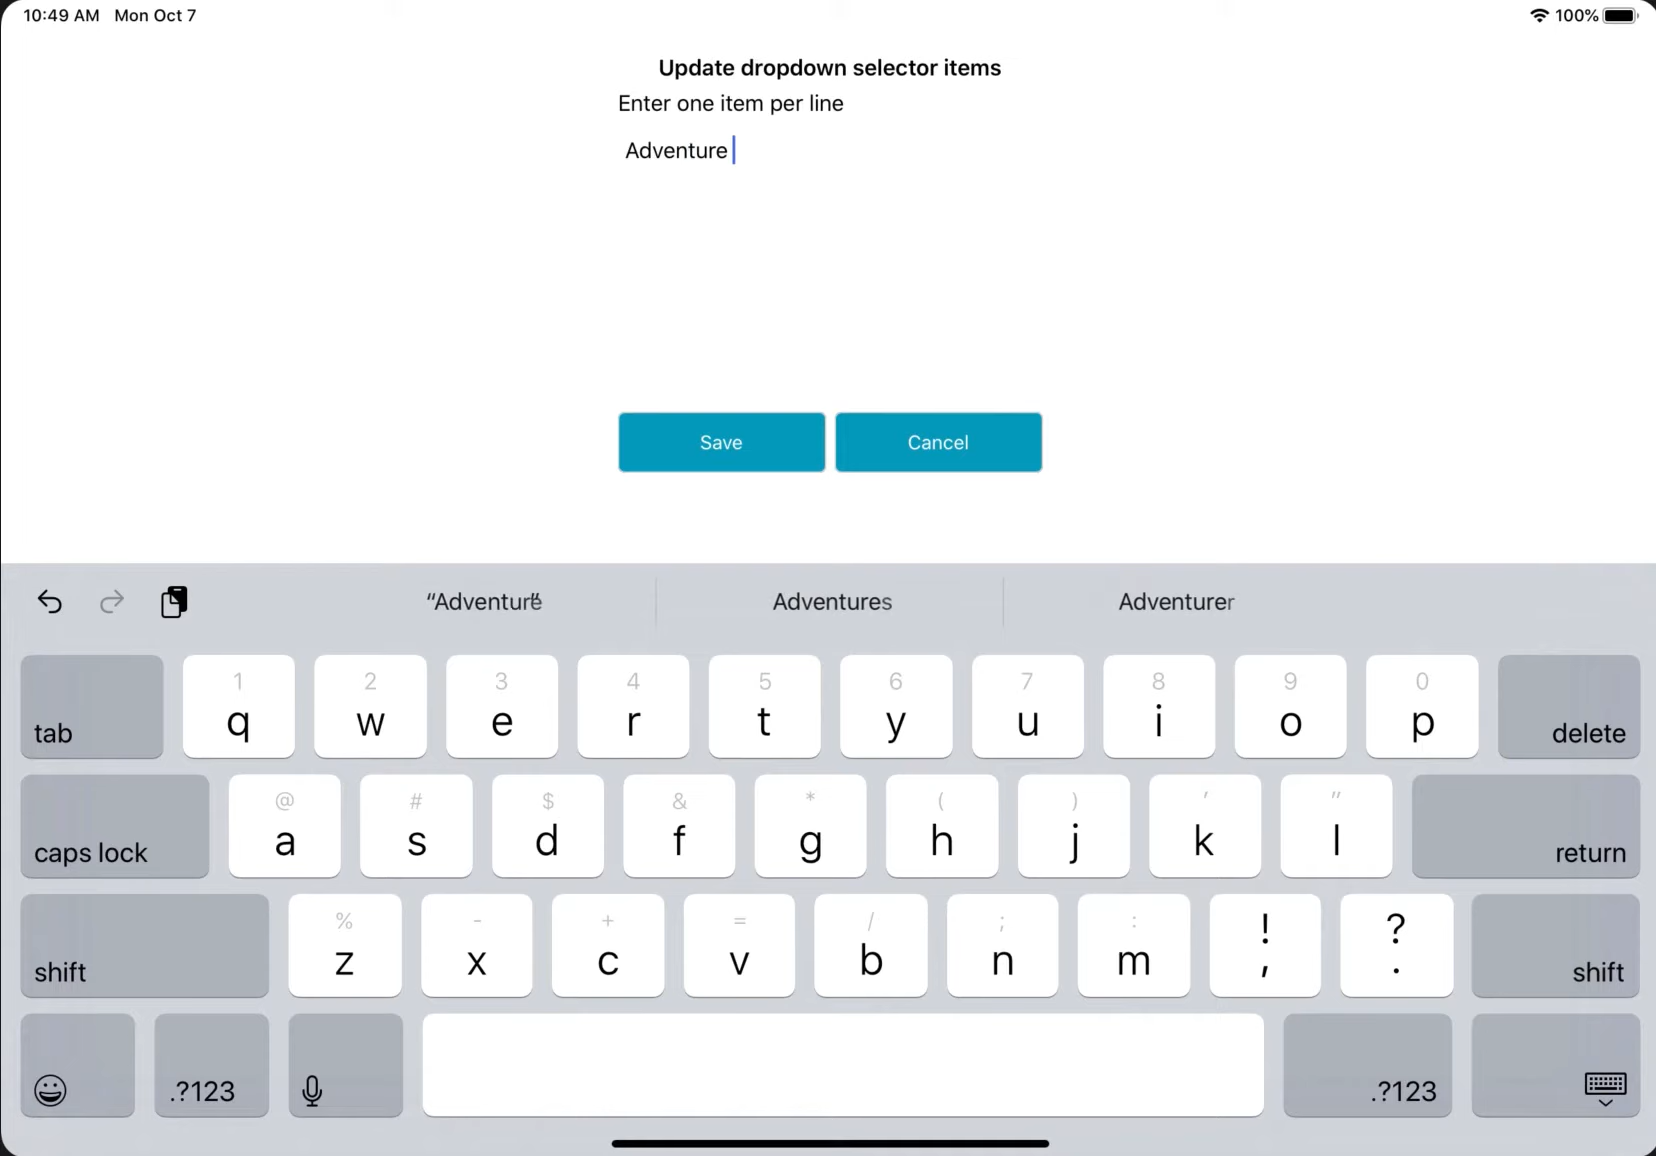 10:49 AM Mon Oct 7
100%
Update dropdown selector items
Enter one item per line
Adventure
Save Cancel
“Adventure” Adventures Adventurer
1 2 3 4 5 6 7 8 9 0
tab q w e r t y u i o p delete
@ # $ & * ( ) ' "
caps lock a s d f g h j k l return
% - + = / ; : ! ?
shift z x c v b n m , . shift
.?123 .?123